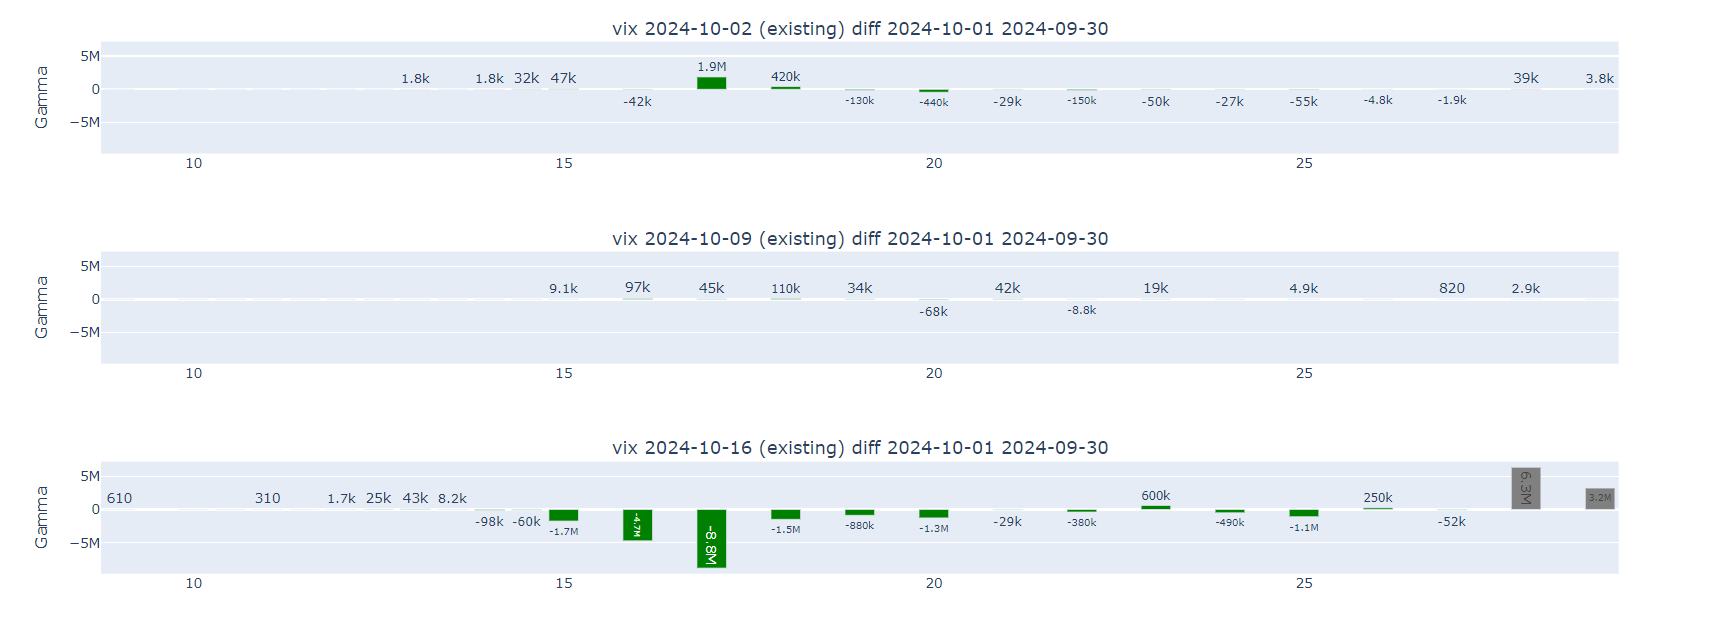 vix 2024-10-02 (existing) diff 2024-10-01 2024-09-30
Gamma
5M
0
−5M
1.8k 1.8k 32k 47k -42k 1.9M 420k -130k -440k -29k -150k -50k -27k -55k -4.8k -1.9k 39k 3.8k
10 15 20 25
vix 2024-10-09 (existing) diff 2024-10-01 2024-09-30
Gamma
5M
0
−5M
9.1k 97k 45k 110k 34k -68k 42k -8.8k 19k 4.9k 820 2.9k
10 15 20 25
vix 2024-10-16 (existing) diff 2024-10-01 2024-09-30
Gamma
5M
0
−5M
610 310 1.7k 25k 43k 8.2k -98k -60k -1.7M -4.7M -8.8M -1.5M -880k -1.3M -29k -380k 600k -490k -1.1M 250k -52k 6.3M 3.2M
10 15 20 25